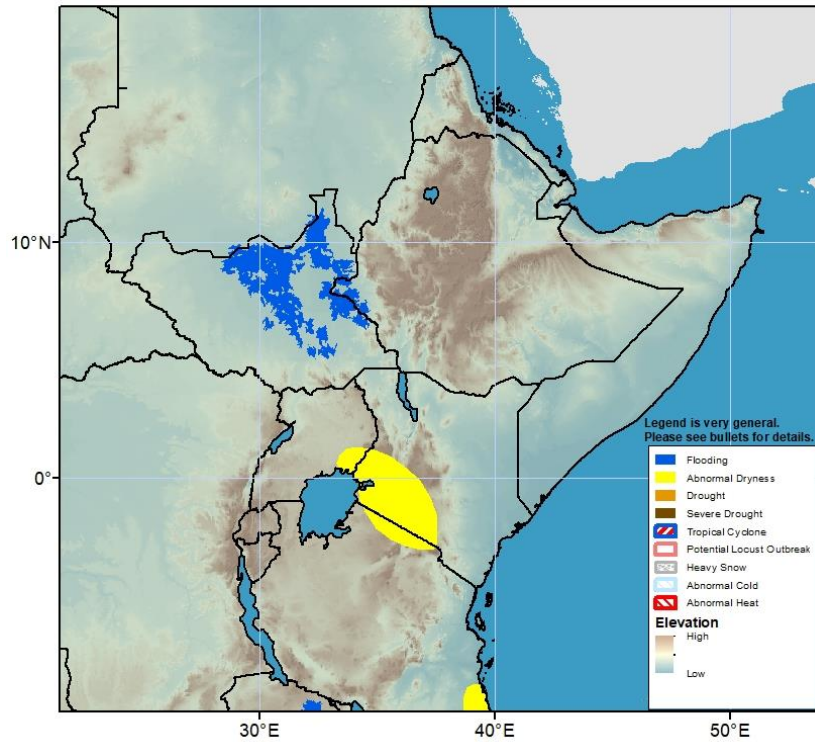 10°N
0°
Legend is very general.
Please see bullets for details.
Flooding
Abnormal Dryness
Drought
Severe Drought
Tropical Cyclone
Potential Locust Outbreak
Heavy Snow
Abnormal Cold
Abnormal Heat
Elevation
High
Low
30°E
40°E
50°E